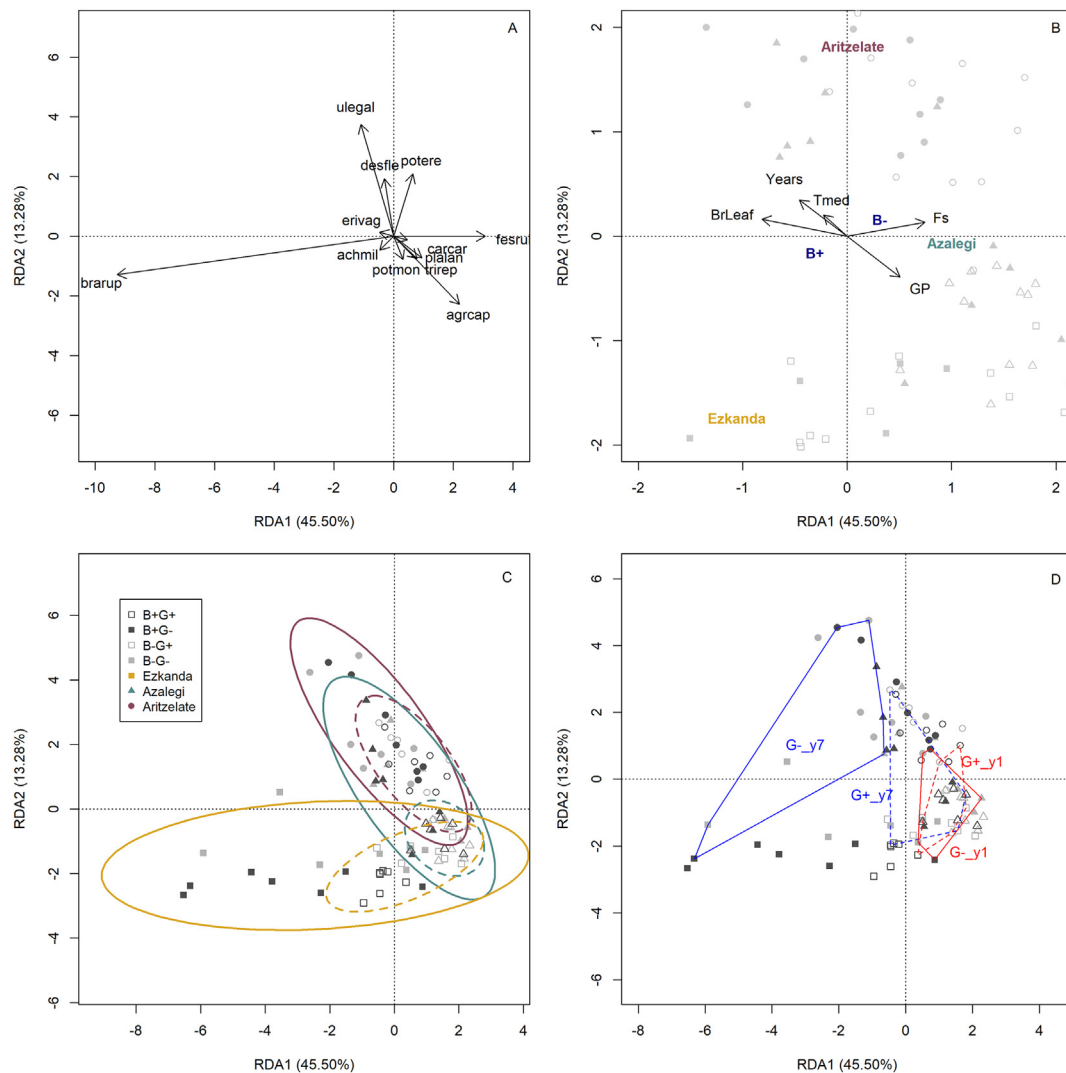 A
6
4
2
0
-2
-4
-6
RDA2 (13.28%)
ulegal
desfle
potere
erivag
fesrul
achmil
carcar
plalan
potmon
trirep
brarup
agrcap
-10
-8
-6
-4
-2
0
2
4
RDA1 (45.50%)
B
2
1
0
-1
-2
RDA2 (13.28%)
Aritzelate
Years
Tmed
BrLeaf
B-
Fs
B+
Azalegi
GP
Ezkanda
-2
-1
0
1
2
RDA1 (45.50%)
C
6
4
2
0
-2
-4
-6
RDA2 (13.28%)
B+G+
B+G-
B-G+
B-G-
Ezkanda
Azalegi
Aritzelate
-8
-6
-4
-2
0
2
4
RDA1 (45.50%)
D
6
4
2
0
-2
-4
-6
RDA2 (13.28%)
G-_y7
G+_y7
G+_y1
G-_y1
-8
-6
-4
-2
0
2
4
RDA1 (45.50%)